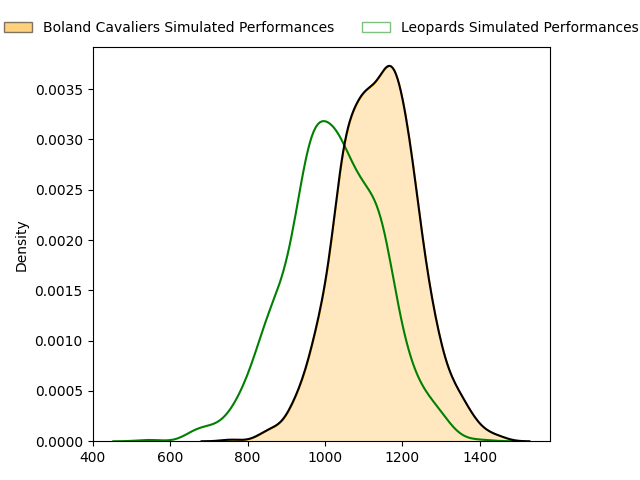 Boland Cavaliers Simulated Performances
Leopards Simulated Performances
Density
0.0035
0.0030
0.0025
0.0020
0.0015
0.0010
0.0005
0.0000
400 600 800 1000 1200 1400